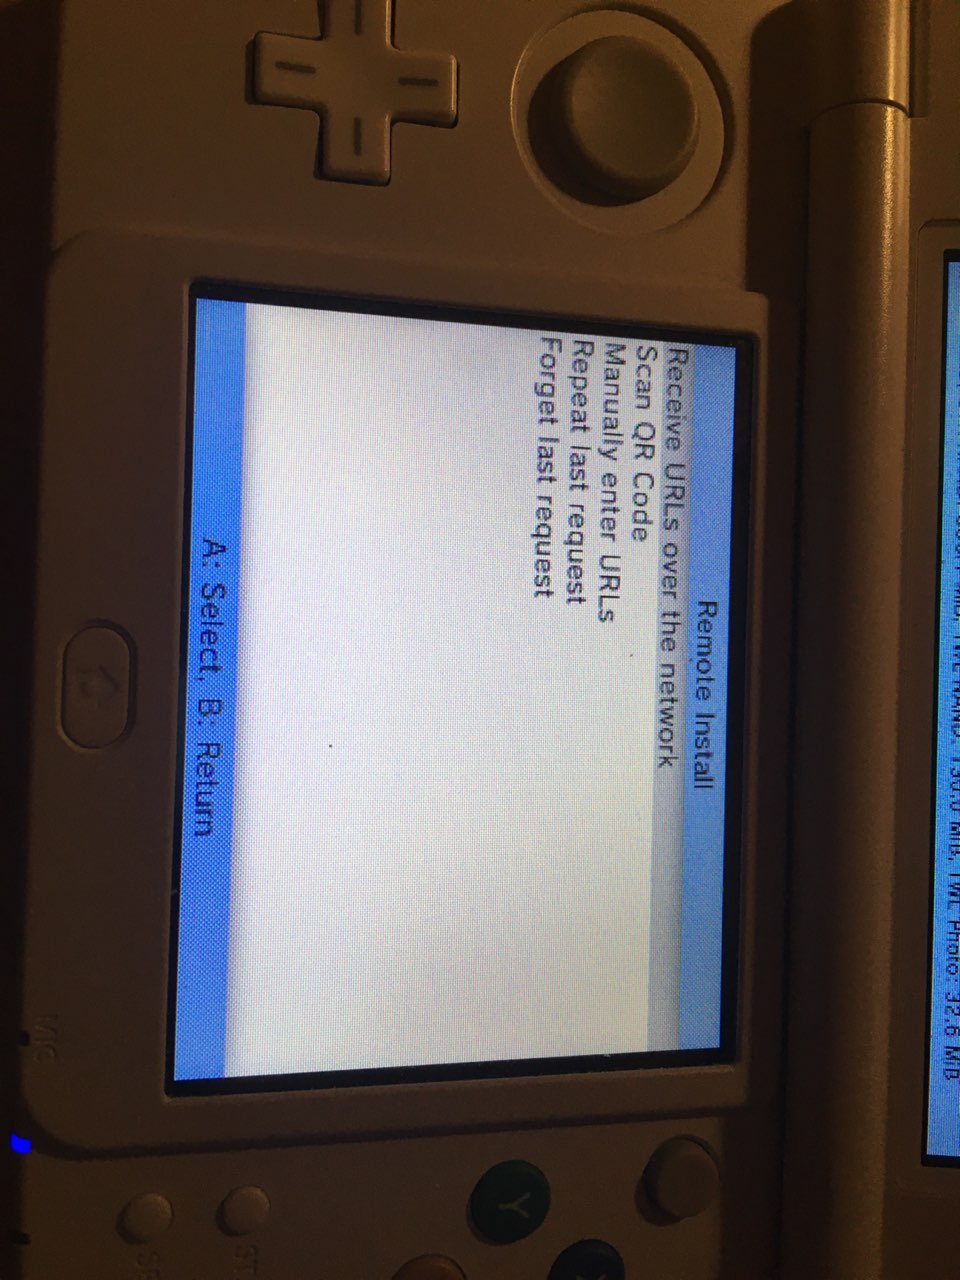 MiB, TWL NAND: 130.0 MiB, TWL Photo: 32.6 MiB
Remote Install
Receive URLs over the network
Scan QR Code
Manually enter URLs
Repeat last request
Forget last request
A: Select, B: Return
MIC
Y
X
ST
SE